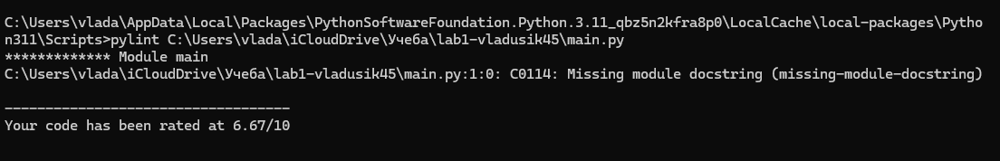 C:\Users\vlada\AppData\Local\Packages\PythonSoftwareFoundation.Python.3.11_qbz5n2kfra8p0\LocalCache\local-packages\Pytho
n311\Scripts>pylint C:\Users\vlada\iCloudDrive\Учеба\lab1-vladusik45\main.py
************* Module main
C:\Users\vlada\iCloudDrive\Учеба\lab1-vladusik45\main.py:1:0: C0114: Missing module docstring (missing-module-docstring)
-----------------------------------
Your code has been rated at 6.67/10